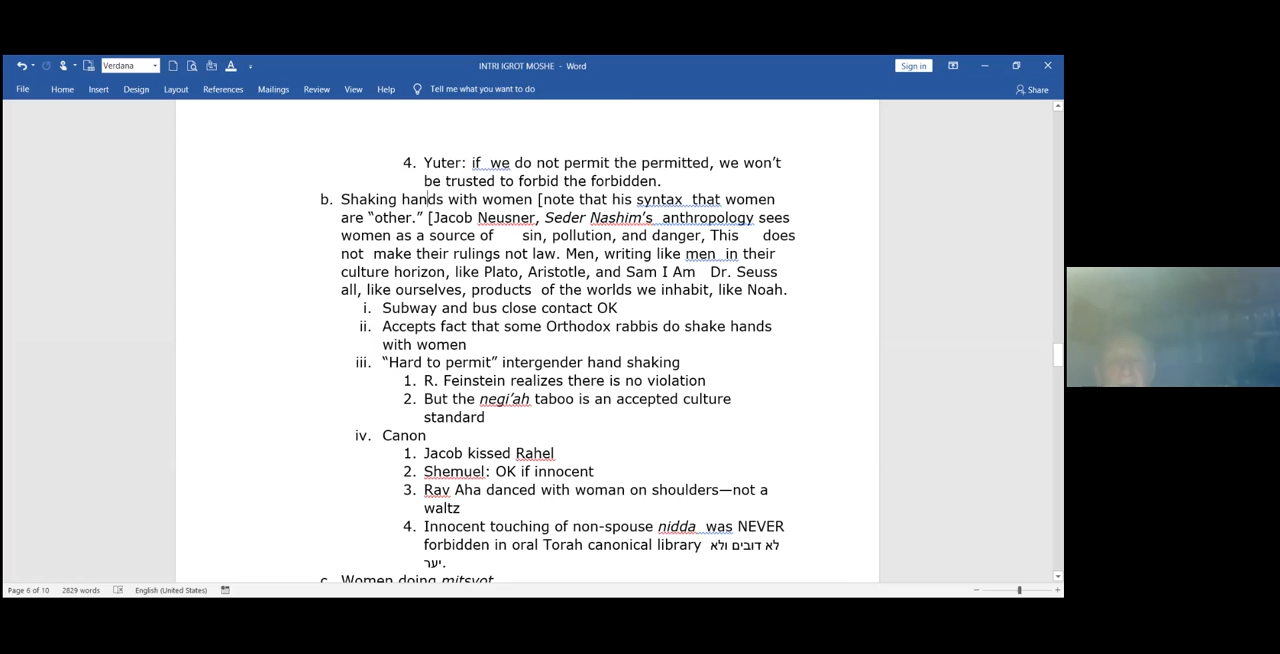 Verdana
INTRI IGROT MOSHE - Word
Sign in
File Home Insert Design Layout References Mailings Review View Help Tell me what you want to do Share
4. Yuter: if we do not permit the permitted, we won't
be trusted to forbid the forbidden.
b. Shaking hands with women [note that his syntax that women
are "other." [Jacob Neusner, Seder Nashim's anthropology sees
women as a source of sin, pollution, and danger, This does
not make their rulings not law. Men, writing like men in their
culture horizon, like Plato, Aristotle, and Sam I Am Dr. Seuss
all, like ourselves, products of the worlds we inhabit, like Noah.
i. Subway and bus close contact OK
ii. Accepts fact that some Orthodox rabbis do shake hands
with women
iii. "Hard to permit" intergender hand shaking
1. R. Feinstein realizes there is no violation
2. But the negi'ah taboo is an accepted culture
standard
iv. Canon
1. Jacob kissed Rahel
2. Shemuel: OK if innocent
3. Rav Aha danced with woman on shoulders—not a
waltz
4. Innocent touching of non-spouse nidda was NEVER
forbidden in oral Torah canonical library לא דובים ולא
יער.
c. Women doing mitsvot
Page 6 of 10 2829 words English (United States)